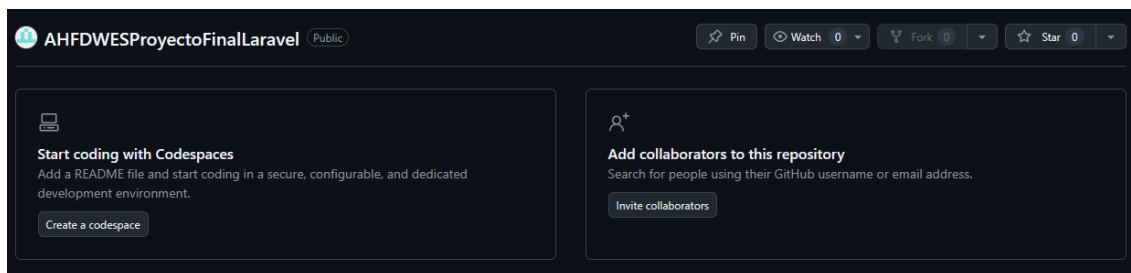 AHFDWESProyectoFinalLaravel Public
Pin Watch 0 Fork 0 Star 0
Start coding with Codespaces
Add a README file and start coding in a secure, configurable, and dedicated
development environment.
Create a codespace
Add collaborators to this repository
Search for people using their GitHub username or email address.
Invite collaborators